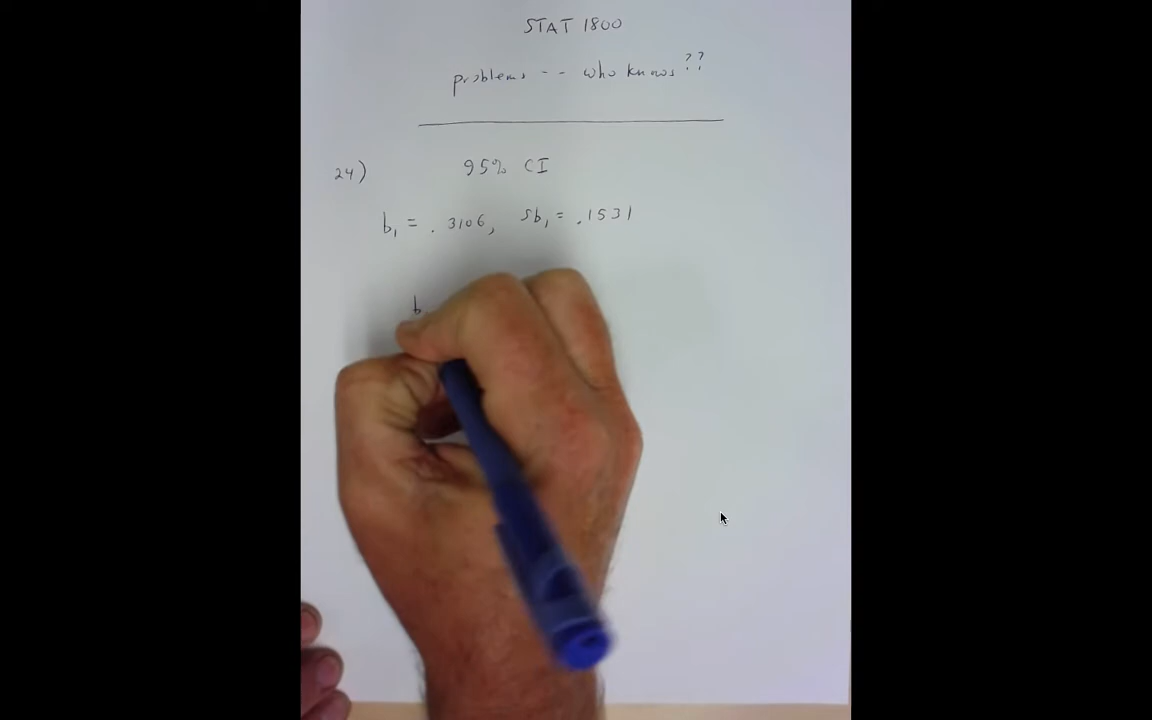 STAT 1800
problems -- who knows ??
24) 95% CI
b₁ = .3106, sb₁ = .1531
b